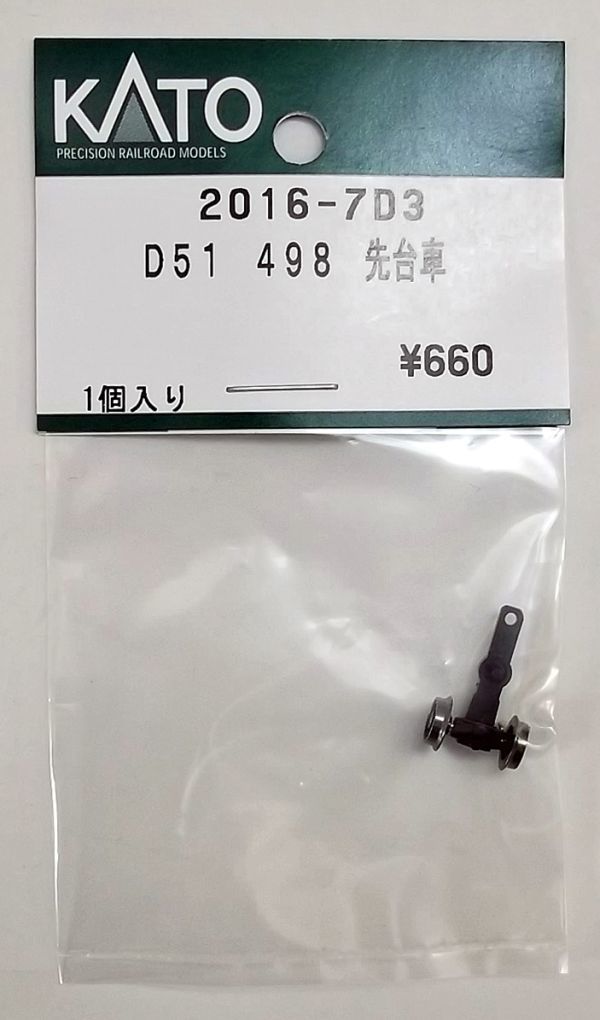 KATO
PRECISION RAILROAD MODELS
2016-7D3
D51 498 先台車
¥660
1個入り